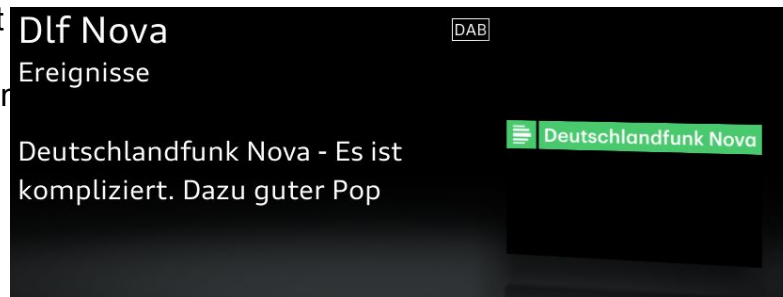 t
Dlf Nova
DAB
Ereignisse
r
Deutschlandfunk Nova
Deutschlandfunk Nova - Es ist
kompliziert. Dazu guter Pop